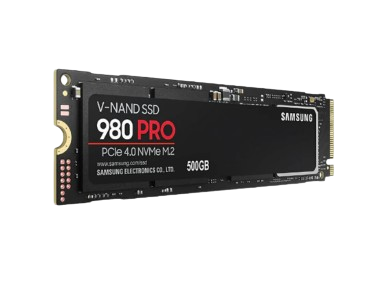 V-NAND SSD
980 PRO
PCIe 4.0 NVMe M.2
www.samsung.com/ssd
SAMSUNG ELECTRONICS CO., LTD.
500GB
SAMSUNG